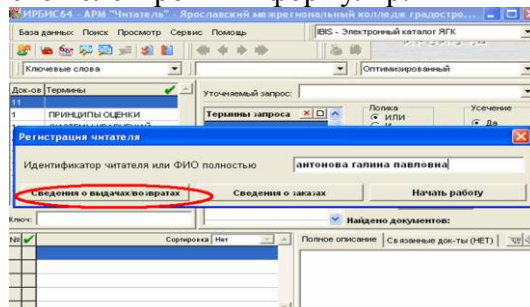 ИРБИС64 - АРМ "Читатель" - Ярославский межрегиональный колледж градостро...
База данных Поиск Просмотр Сервис Помощь
IBIS - Электронный каталог ЯГК
Ключевые слова
Оптимизированный
Док-ов Термины
Уточняемый запрос:
11
Термины запроса
Логика
Усечение
1 ПРИНЦИПЫ ОЦЕНКИ
ИЛИ
Да
Регистрация читателя
Идентификатор читателя или ФИО полностью
антонова галина павловна
Сведения о выдачах/возвратах
Сведения о заказах
Начать работу
Ключ:
Найдено документов:
№
Сортировка Нет
Полное описание
Связанные док-ты (НЕТ)